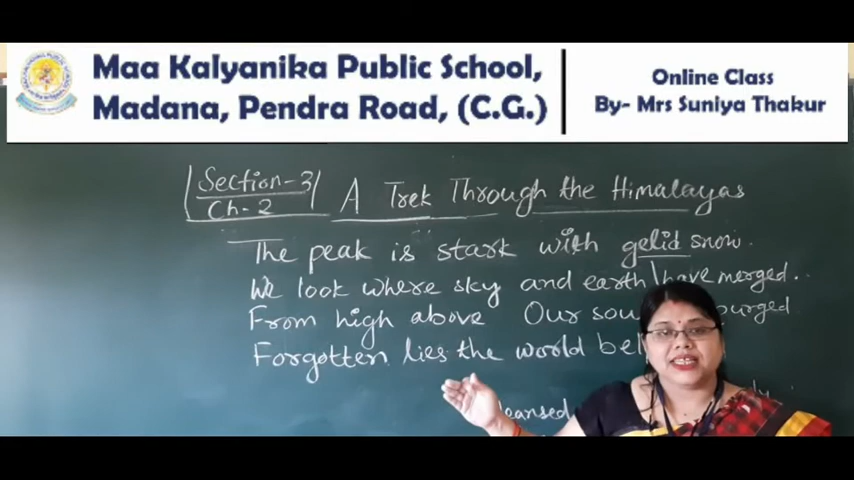 Maa Kalyanika Public School,
Madana, Pendra Road, (C.G.)
Online Class
By- Mrs Suniya Thakur
Section-3
Ch-2
A Trek Through the Himalayas
The peak is stark with gelid snow.
We look where sky and earth have merged..
From high above Our
Forgotten lies the world